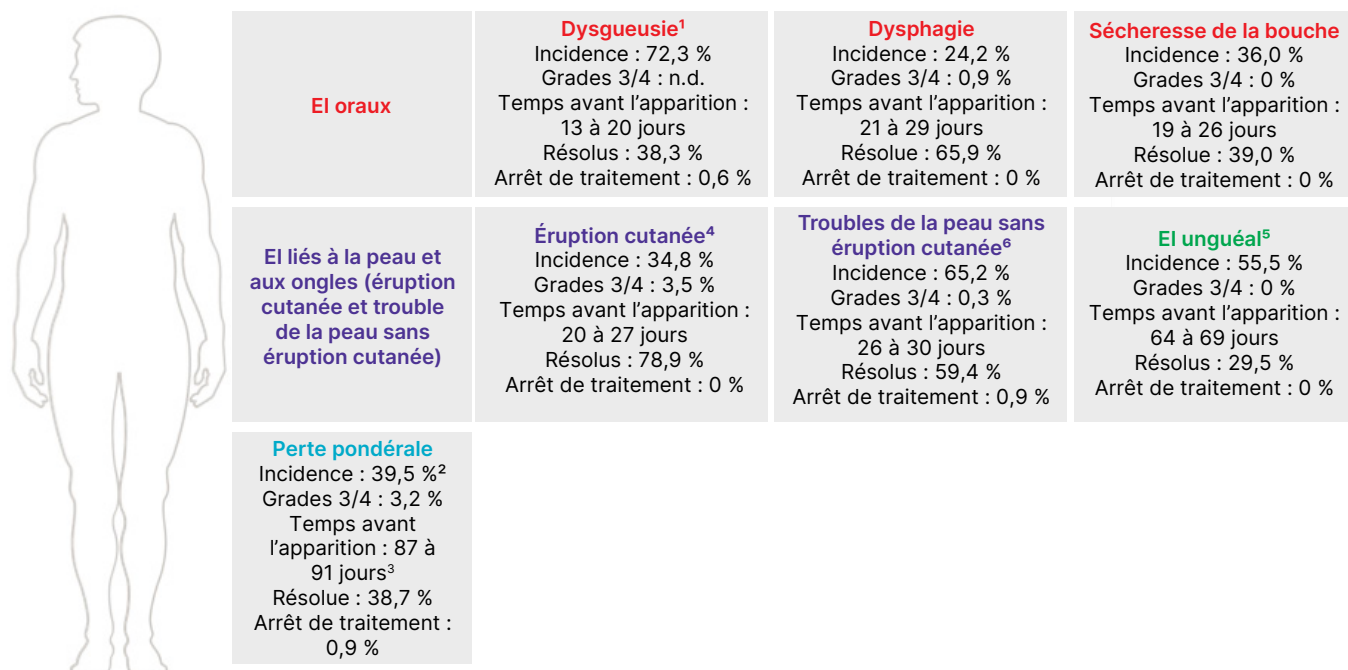 EI oraux
Dysgueusie¹
Incidence : 72,3 %
Grades 3/4 : n.d.
Temps avant l’apparition :
13 à 20 jours
Résolus : 38,3 %
Arrêt de traitement : 0,6 %
Dysphagie
Incidence : 24,2 %
Grades 3/4 : 0,9 %
Temps avant l’apparition :
21 à 29 jours
Résolue : 65,9 %
Arrêt de traitement : 0 %
Sécheresse de la bouche
Incidence : 36,0 %
Grades 3/4 : 0 %
Temps avant l’apparition :
19 à 26 jours
Résolue : 39,0 %
Arrêt de traitement : 0 %
EI liés à la peau et
aux ongles (éruption
cutanée et trouble
de la peau sans
éruption cutanée)
Éruption cutanée⁴
Incidence : 34,8 %
Grades 3/4 : 3,5 %
Temps avant l’apparition :
20 à 27 jours
Résolus : 78,9 %
Arrêt de traitement : 0 %
Troubles de la peau sans
éruption cutanée⁶
Incidence : 65,2 %
Grades 3/4 : 0,3 %
Temps avant l’apparition :
26 à 30 jours
Résolus : 59,4 %
Arrêt de traitement : 0,9 %
EI unguéal⁵
Incidence : 55,5 %
Grades 3/4 : 0 %
Temps avant l’apparition :
64 à 69 jours
Résolus : 29,5 %
Arrêt de traitement : 0 %
Perte pondérale
Incidence : 39,5 %²
Grades 3/4 : 3,2 %
Temps avant
l’apparition : 87 à
91 jours³
Résolue : 38,7 %
Arrêt de traitement :
0,9 %